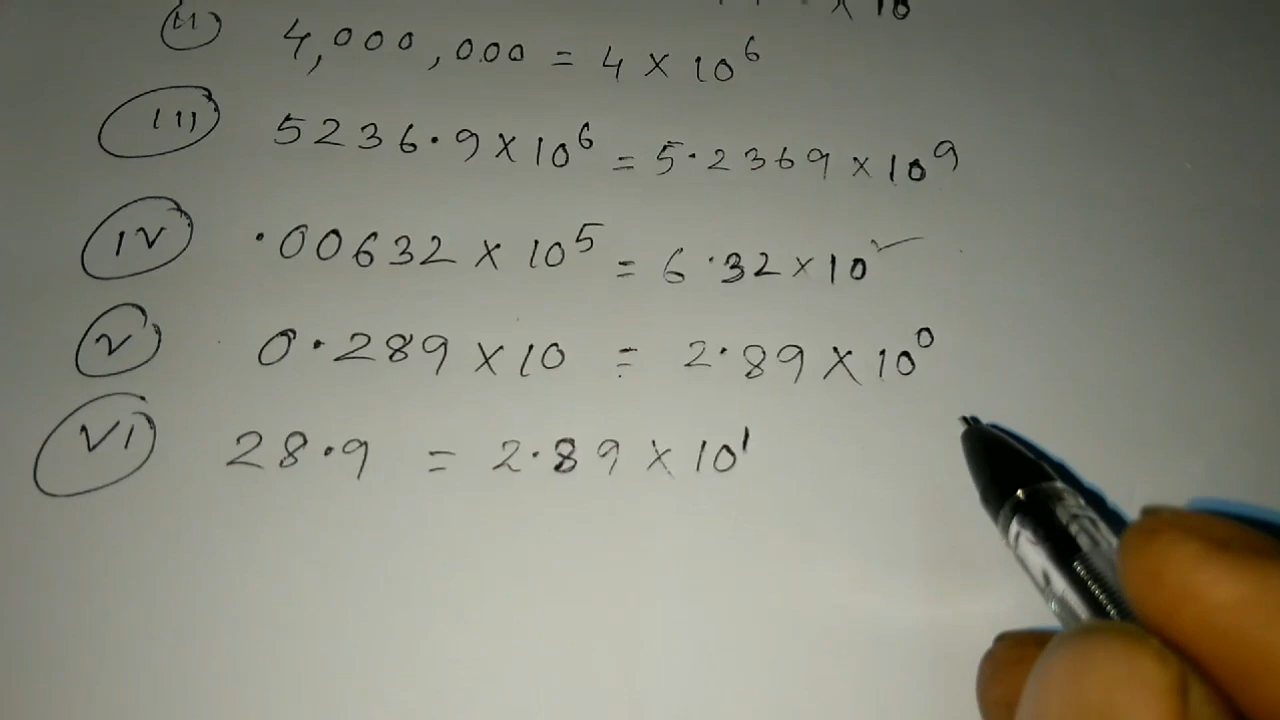 × 10
(ii) 4,000,000 = 4 × 10⁶
(iii) 5236.9 × 10⁶ = 5.2369 × 10⁹
(iv) .00632 × 10⁵ = 6.32 × 10²
(v) 0.289 × 10 = 2.89 × 10⁰
(vi) 28.9 = 2.89 × 10¹